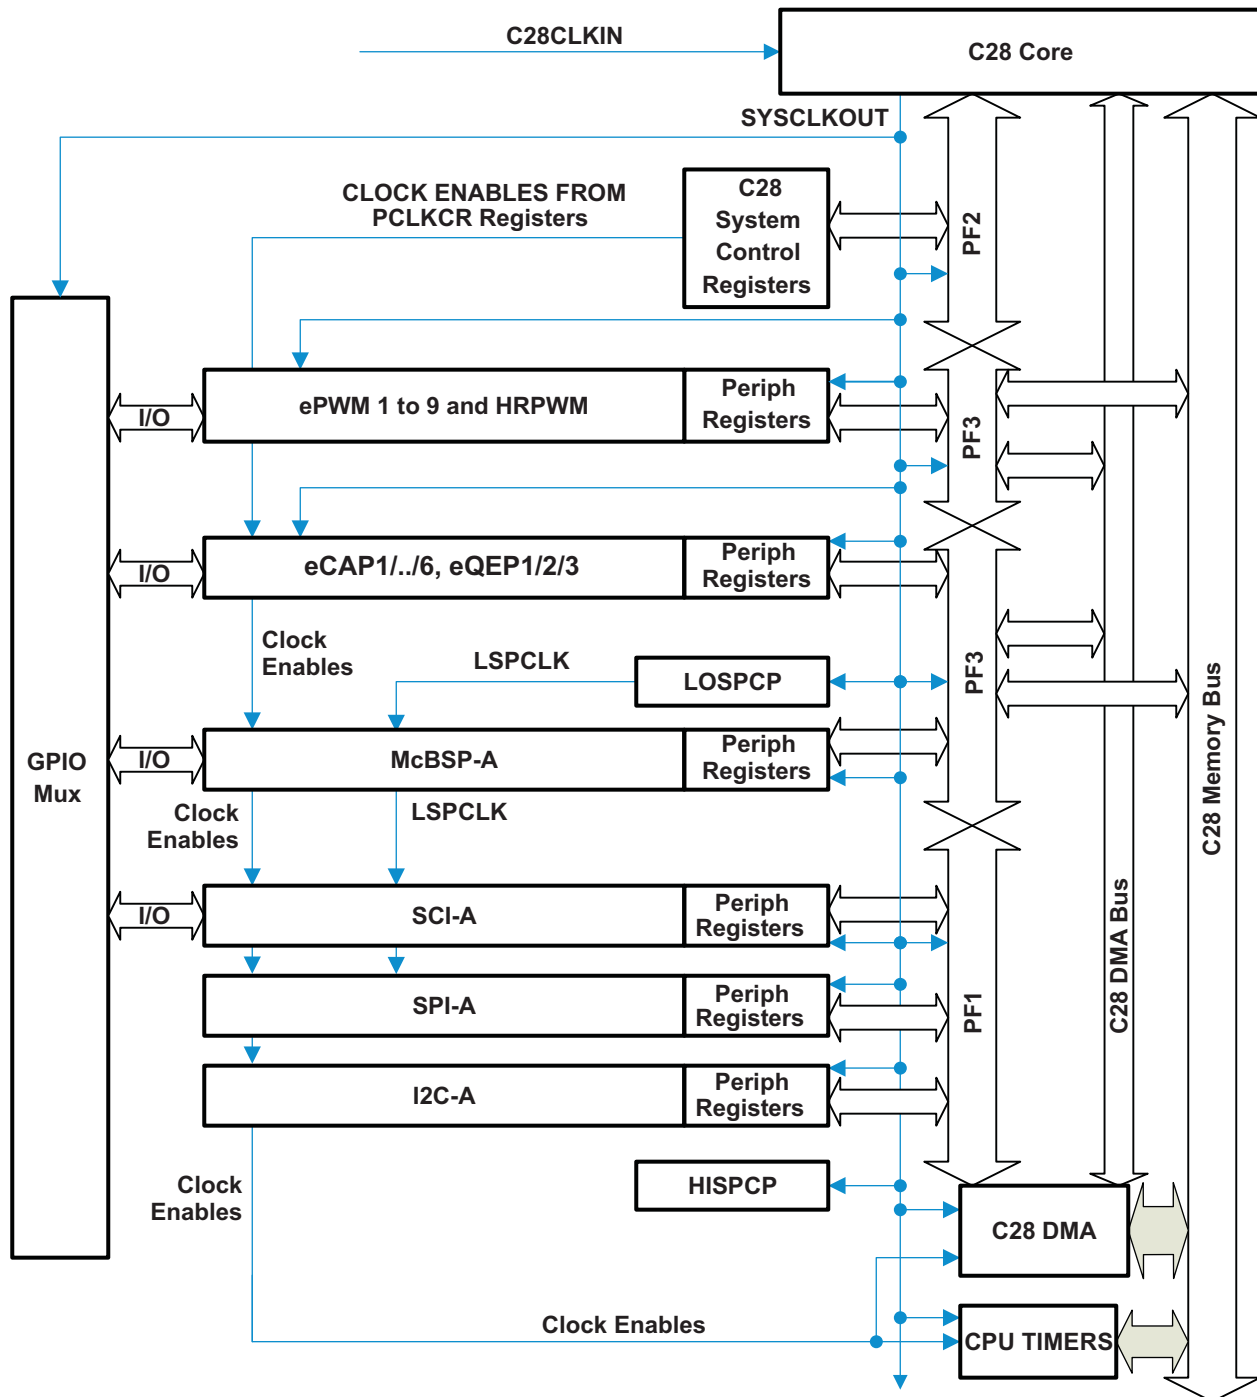 C28CLKIN
C28 Core
SYSCLKOUT
CLOCK ENABLES FROM
PCLKCR Registers
C28
System
Control
Registers
PF2
ePWM 1 to 9 and HRPWM
Periph
Registers
I/O
PF3
eCAP1/../6, eQEP1/2/3
Periph
Registers
I/O
Clock
Enables
LSPCLK
LOSPCP
PF3
GPIO
Mux
I/O
McBSP-A
Periph
Registers
C28 Memory Bus
Clock
Enables
LSPCLK
I/O
SCI-A
Periph
Registers
C28 DMA Bus
SPI-A
Periph
Registers
PF1
I2C-A
Periph
Registers
Clock
Enables
HISPCP
C28 DMA
Clock Enables
CPU TIMERS